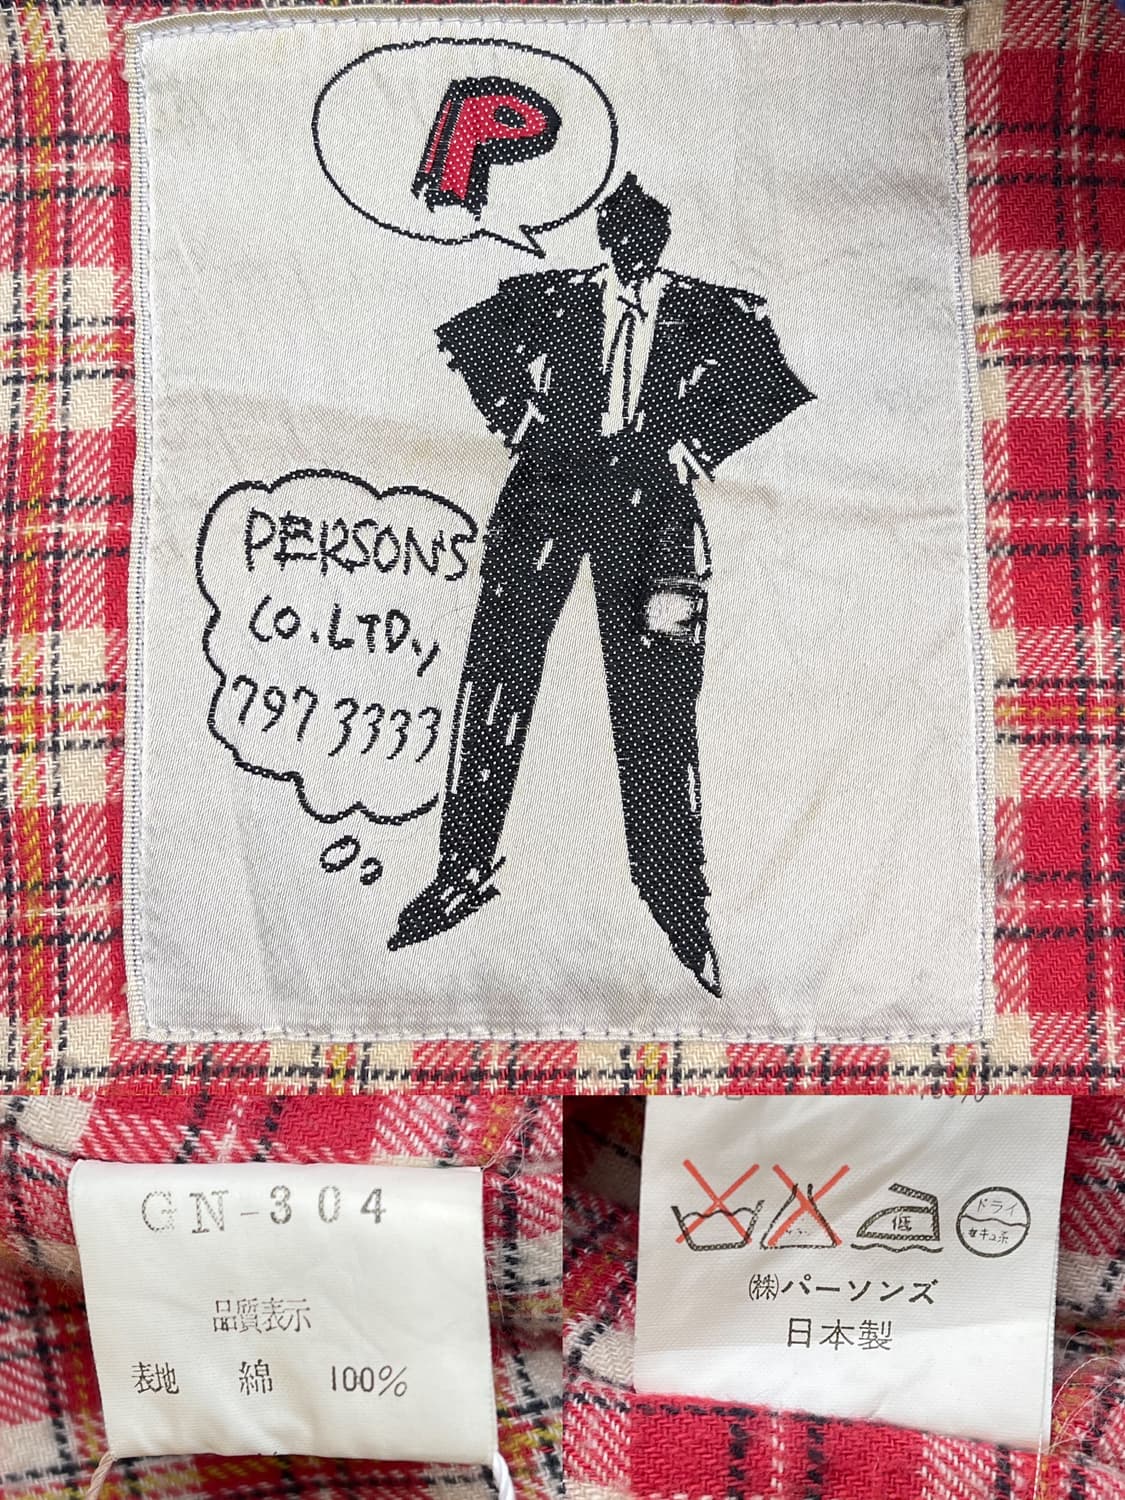 P
PERSON'S
CO.LTD.,
797 3333
GN-304
品質表示
表地 綿 100%
低
ドライ
セキユ系
㈱パーソンズ
日本製